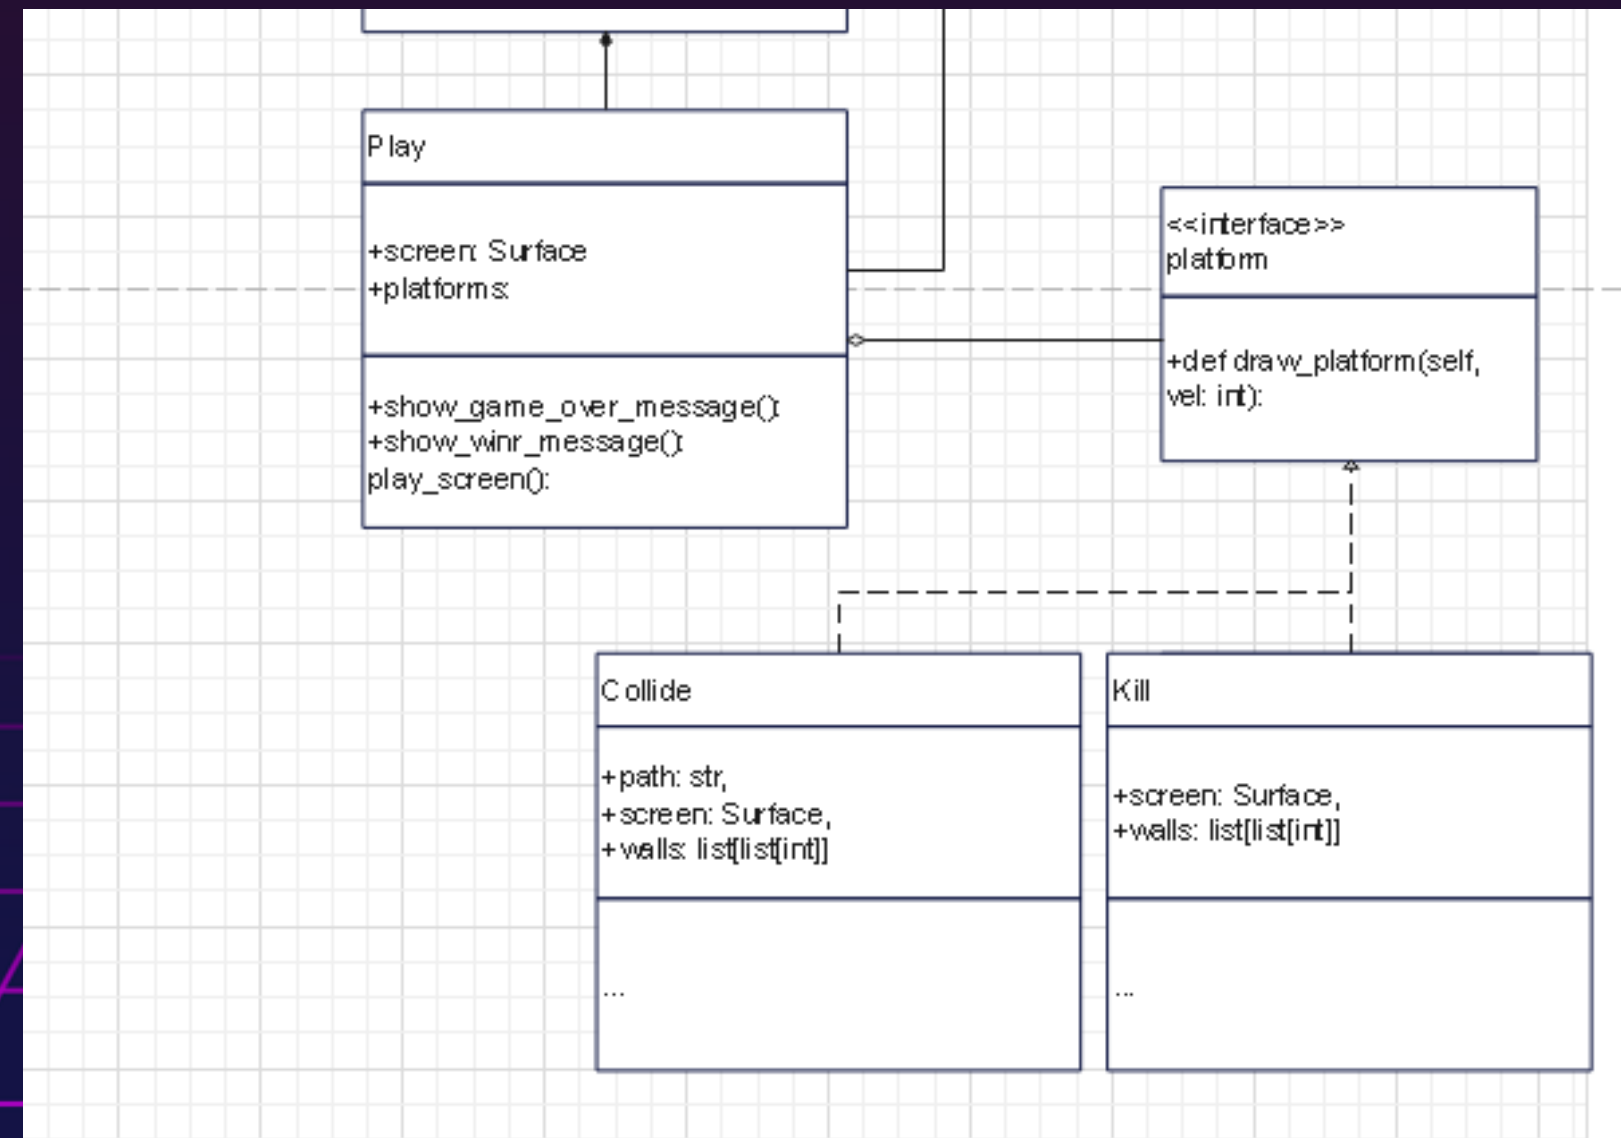 Play
+screen: Surface
+platforms:
+show_game_over_message():
+show_winr_message():
play_screen():
<<interface>>
platform
+def draw_platform(self,
vel: int):
Collide
+path: str,
+screen: Surface,
+walls: list[list[int]]
...
Kill
+screen: Surface,
+walls: list[list[int]]
...